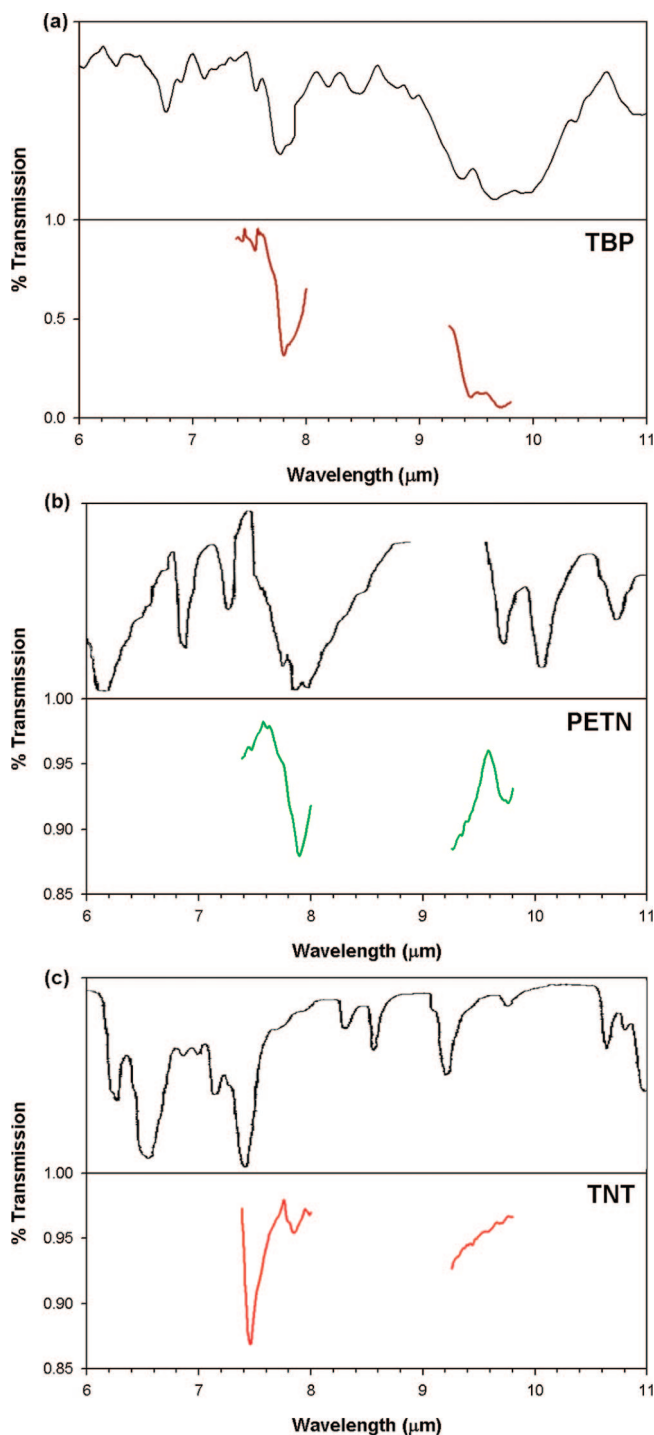 (a)
% Transmission
1.0
TBP
0.5
0.0
6 7 8 9 10 11
Wavelength (μm)
(b)
% Transmission
1.00
PETN
0.95
0.90
0.85
6 7 8 9 10 11
Wavelength (μm)
(c)
% Transmission
1.00
TNT
0.95
0.90
0.85
6 7 8 9 10 11
Wavelength (μm)